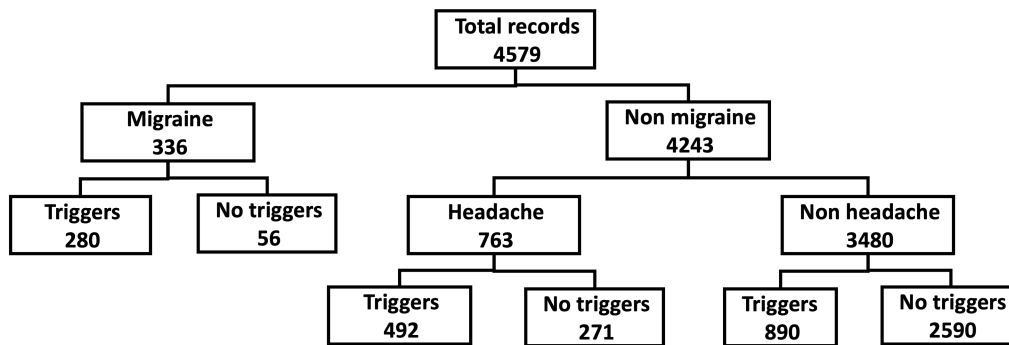 Total records
4579
Migraine
336
Non migraine
4243
Triggers
280
No triggers
56
Headache
763
Non headache
3480
Triggers
492
No triggers
271
Triggers
890
No triggers
2590